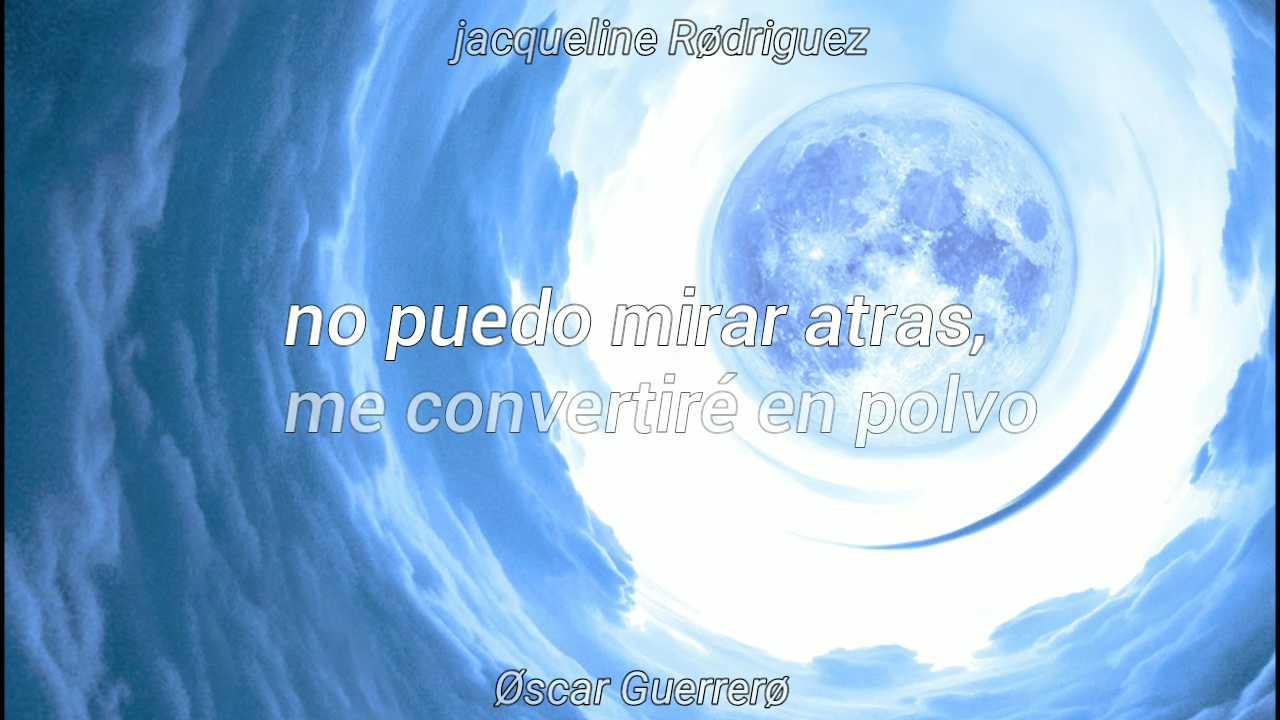 jacqueline Rødriguez
no puedo mirar atras,
me convertiré en polvo
Øscar Guerrerø